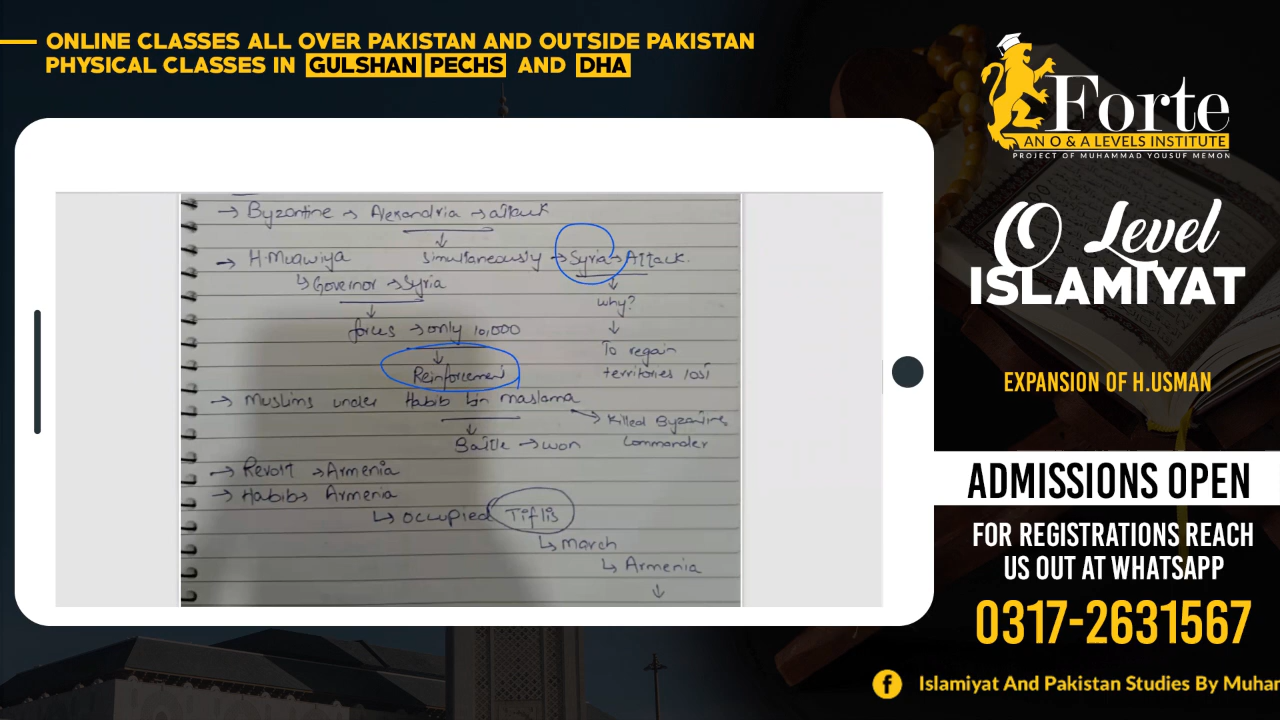 ONLINE CLASSES ALL OVER PAKISTAN AND OUTSIDE PAKISTAN
PHYSICAL CLASSES IN GULSHAN PECHS AND DHA
Forte
AN O & A LEVELS INSTITUTE
PROJECT OF MUHAMMAD YOUSUF MEMON
O Level
ISLAMIYAT
EXPANSION OF H.USMAN
ADMISSIONS OPEN
FOR REGISTRATIONS REACH
US OUT AT WHATSAPP
0317-2631567
Islamiyat And Pakistan Studies By Muhar
→ Byzantine → Alexandria → attack
↓
→ H.Muawiya simultaneously → Syria → Attack.
↳ Governor → Syria
↓
why?
↓
forces → only 10,000
↓
Reinforcement
To regain
territories lost
→ Muslims under Habib bin maslama
→ Killed Byzantine
Commander
↓
Battle → won
→ Revolt → Armenia
→ Habib → Armenia
↳ occupied Tiflis
↳ March
↳ Armenia
↓